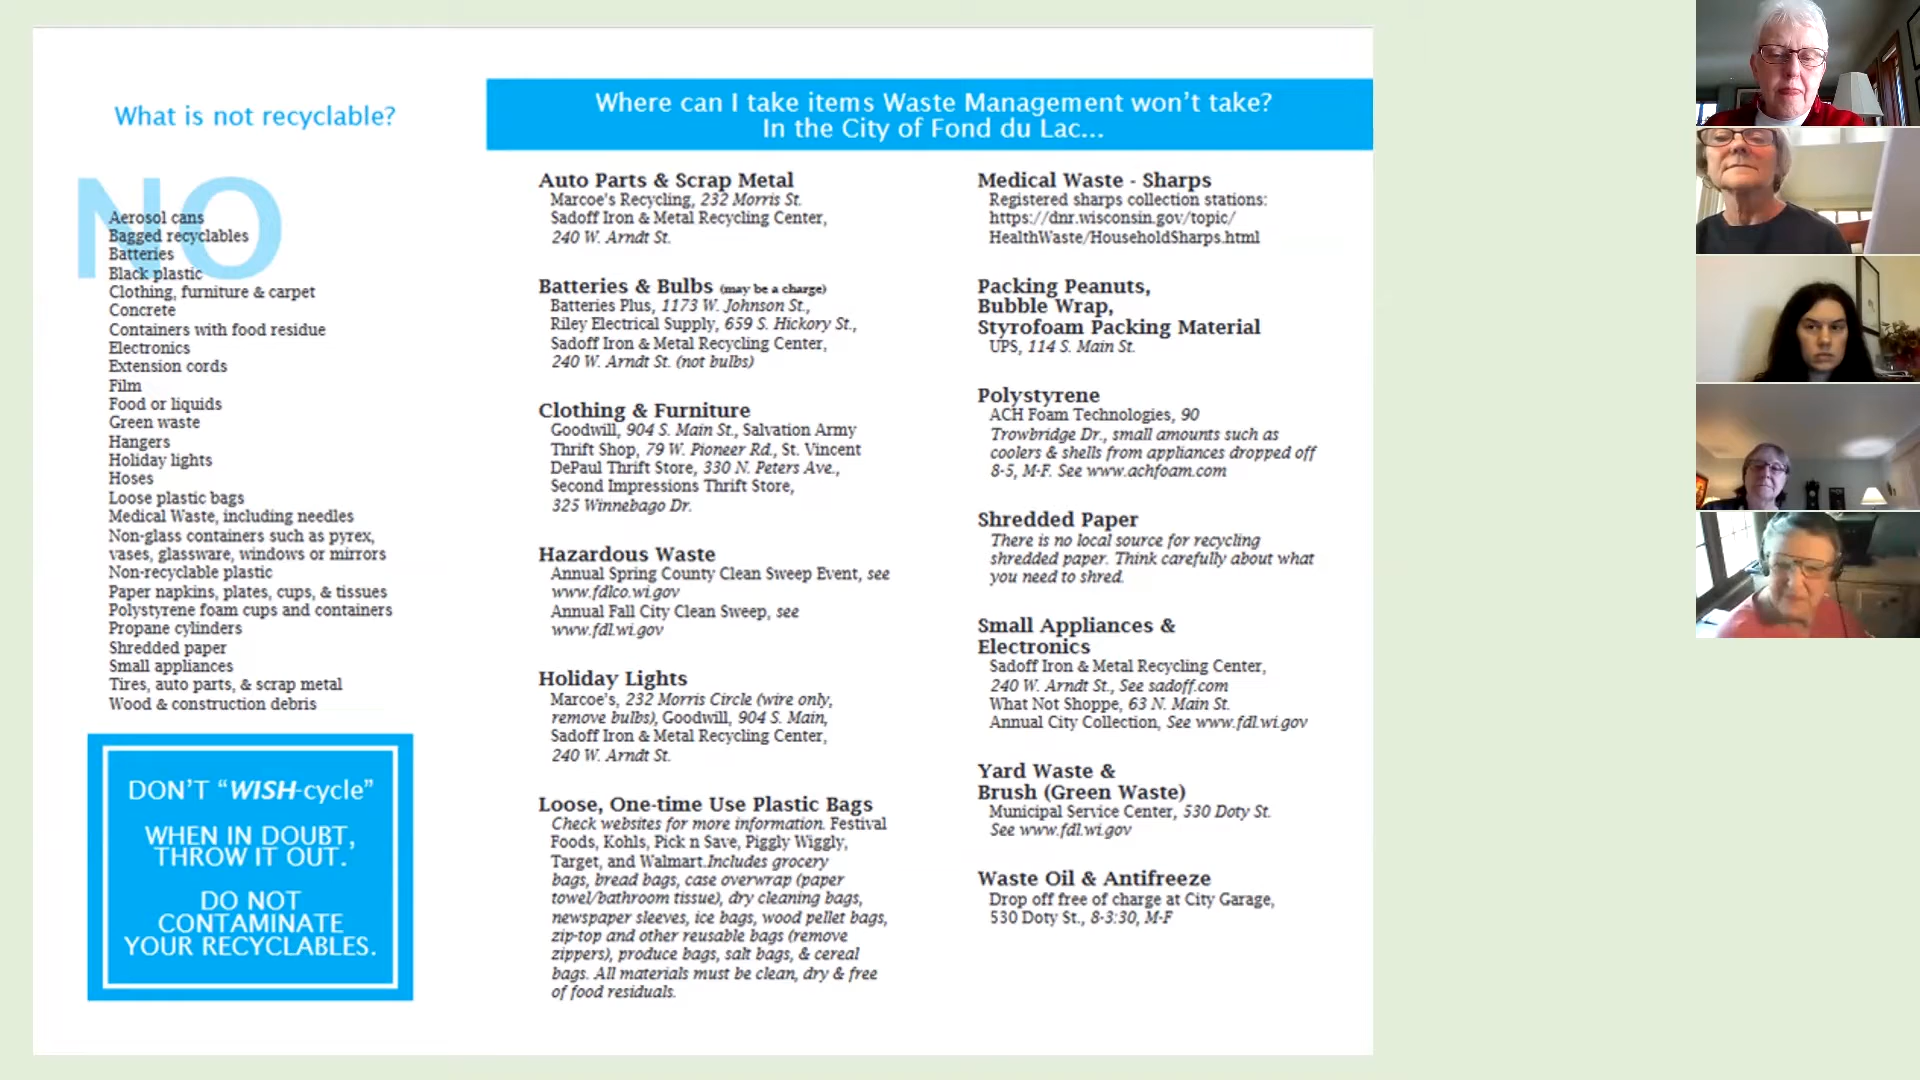 What is not recyclable?
NO
Aerosol cans
Bagged recyclables
Batteries
Black plastic
Clothing, furniture & carpet
Concrete
Containers with food residue
Electronics
Extension cords
Film
Food or liquids
Green waste
Hangers
Holiday lights
Hoses
Loose plastic bags
Medical Waste, including needles
Non-glass containers such as pyrex,
vases, glassware, windows or mirrors
Non-recyclable plastic
Paper napkins, plates, cups, & tissues
Polystyrene foam cups and containers
Propane cylinders
Shredded paper
Small appliances
Tires, auto parts, & scrap metal
Wood & construction debris
DON'T "WISH-cycle"
WHEN IN DOUBT,
THROW IT OUT.
DO NOT
CONTAMINATE
YOUR RECYCLABLES.
Where can I take items Waste Management won't take?
In the City of Fond du Lac...
Auto Parts & Scrap Metal
Marcoe's Recycling, 232 Morris St.
Sadoff Iron & Metal Recycling Center,
240 W. Arndt St.
Batteries & Bulbs (may be a charge)
Batteries Plus, 1173 W. Johnson St.,
Riley Electrical Supply, 659 S. Hickory St.,
Sadoff Iron & Metal Recycling Center,
240 W. Arndt St. (not bulbs)
Clothing & Furniture
Goodwill, 904 S. Main St., Salvation Army
Thrift Shop, 79 W. Pioneer Rd., St. Vincent
DePaul Thrift Store, 330 N. Peters Ave.,
Second Impressions Thrift Store,
325 Winnebago Dr.
Hazardous Waste
Annual Spring County Clean Sweep Event, see
www.fdlco.wi.gov
Annual Fall City Clean Sweep, see
www.fdl.wi.gov
Holiday Lights
Marcoe's, 232 Morris Circle (wire only,
remove bulbs), Goodwill, 904 S. Main,
Sadoff Iron & Metal Recycling Center,
240 W. Arndt St.
Loose, One-time Use Plastic Bags
Check websites for more information. Festival
Foods, Kohls, Pick n Save, Piggly Wiggly,
Target, and Walmart.Includes grocery
bags, bread bags, case overwrap (paper
towel/bathroom tissue), dry cleaning bags,
newspaper sleeves, ice bags, wood pellet bags,
zip-top and other reusable bags (remove
zippers), produce bags, salt bags, & cereal
bags. All materials must be clean, dry & free
of food residuals.
Medical Waste - Sharps
Registered sharps collection stations:
https://dnr.wisconsin.gov/topic/
HealthWaste/HouseholdSharps.html
Packing Peanuts,
Bubble Wrap,
Styrofoam Packing Material
UPS, 114 S. Main St.
Polystyrene
ACH Foam Technologies, 90
Trowbridge Dr., small amounts such as
coolers & shells from appliances dropped off
8-5, M-F. See www.achfoam.com
Shredded Paper
There is no local source for recycling
shredded paper. Think carefully about what
you need to shred.
Small Appliances &
Electronics
Sadoff Iron & Metal Recycling Center,
240 W. Arndt St., See sadoff.com
What Not Shoppe, 63 N. Main St.
Annual City Collection, See www.fdl.wi.gov
Yard Waste &
Brush (Green Waste)
Municipal Service Center, 530 Doty St.
See www.fdl.wi.gov
Waste Oil & Antifreeze
Drop off free of charge at City Garage,
530 Doty St., 8-3:30, M-F